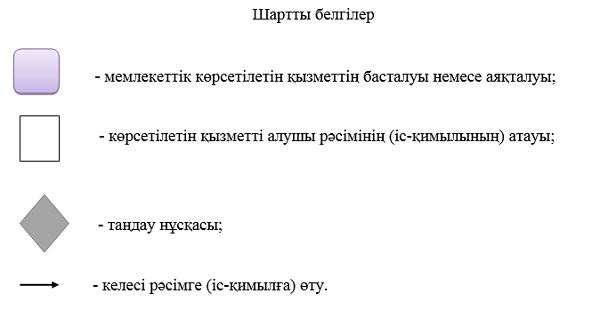 Шартты белгілер
- мемлекеттік көрсетілетін қызметтің басталуы немесе аяқталуы;
- көрсетілетін қызметті алушы рәсімінің (іс-қимылының) атауы;
- таңдау нұсқасы;
- келесі рәсімге (іс-қимылға) өту.